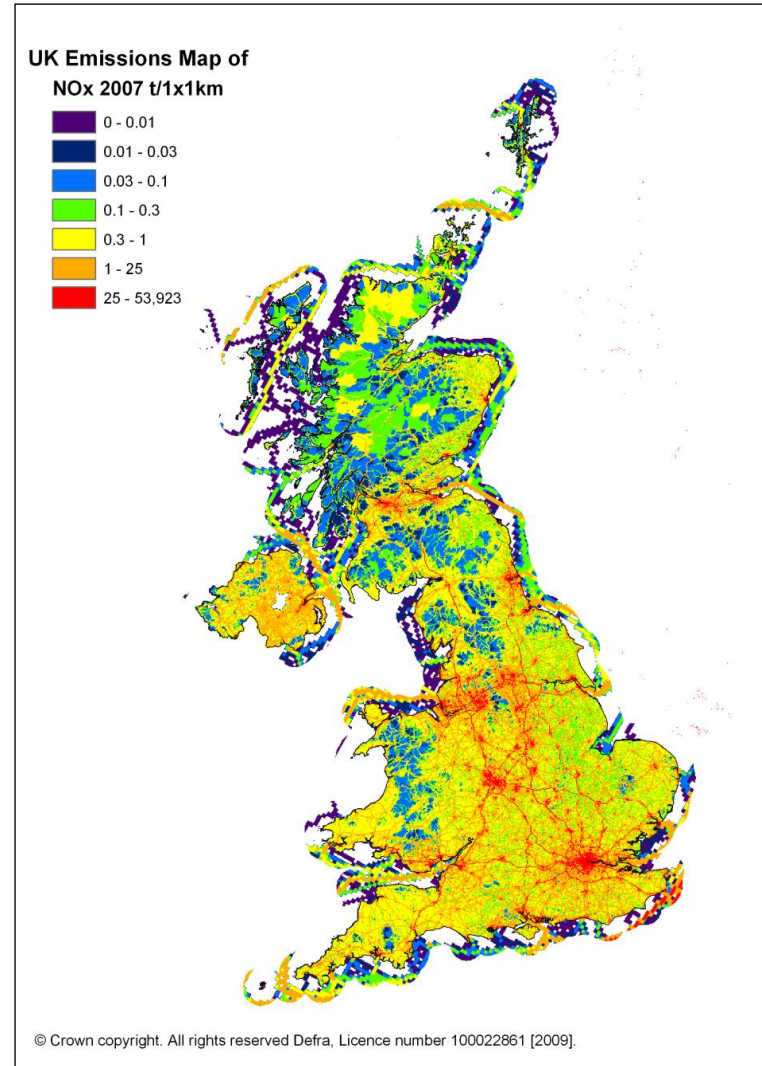 UK Emissions Map of
NOx 2007 t/1x1km
0 - 0.01
0.01 - 0.03
0.03 - 0.1
0.1 - 0.3
0.3 - 1
1 - 25
25 - 53,923
© Crown copyright. All rights reserved Defra, Licence number 100022861 [2009].